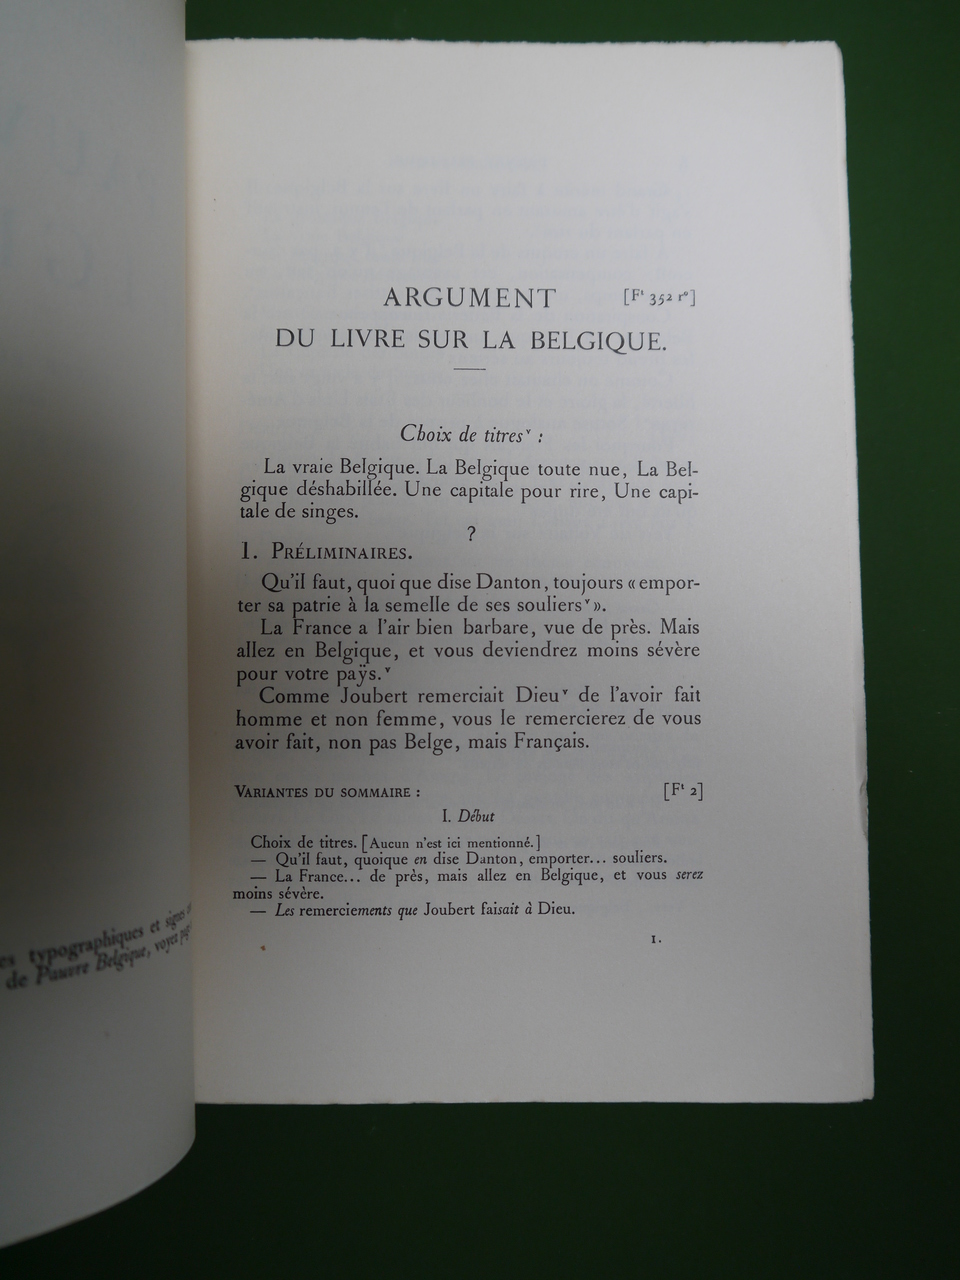 ARGUMENT [Fᵗ 352 rᵒ]
DU LIVRE SUR LA BELGIQUE.
Choix de titresᵛ :
La vraie Belgique. La Belgique toute nue, La Bel-
gique déshabillée. Une capitale pour rire, Une capi-
tale de singes.
?
1. PRÉLIMINAIRES.
Qu'il faut, quoi que dise Danton, toujours « empor-
ter sa patrie à la semelle de ses souliersᵛ ».
La France a l'air bien barbare, vue de près. Mais
allez en Belgique, et vous deviendrez moins sévère
pour votre paÿs.ᵛ
Comme Joubert remerciait Dieuᵛ de l'avoir fait
homme et non femme, vous le remercierez de vous
avoir fait, non pas Belge, mais Français.
VARIANTES DU SOMMAIRE : [Fᵗ 2]
I. Début
Choix de titres. [Aucun n'est ici mentionné.]
— Qu'il faut, quoique en dise Danton, emporter... souliers.
— La France... de près, mais allez en Belgique, et vous serez
moins sévère.
— Les remerciements que Joubert faisait à Dieu.
1.
es typographiques et signes
de Pauvre Belgique, voyez pag